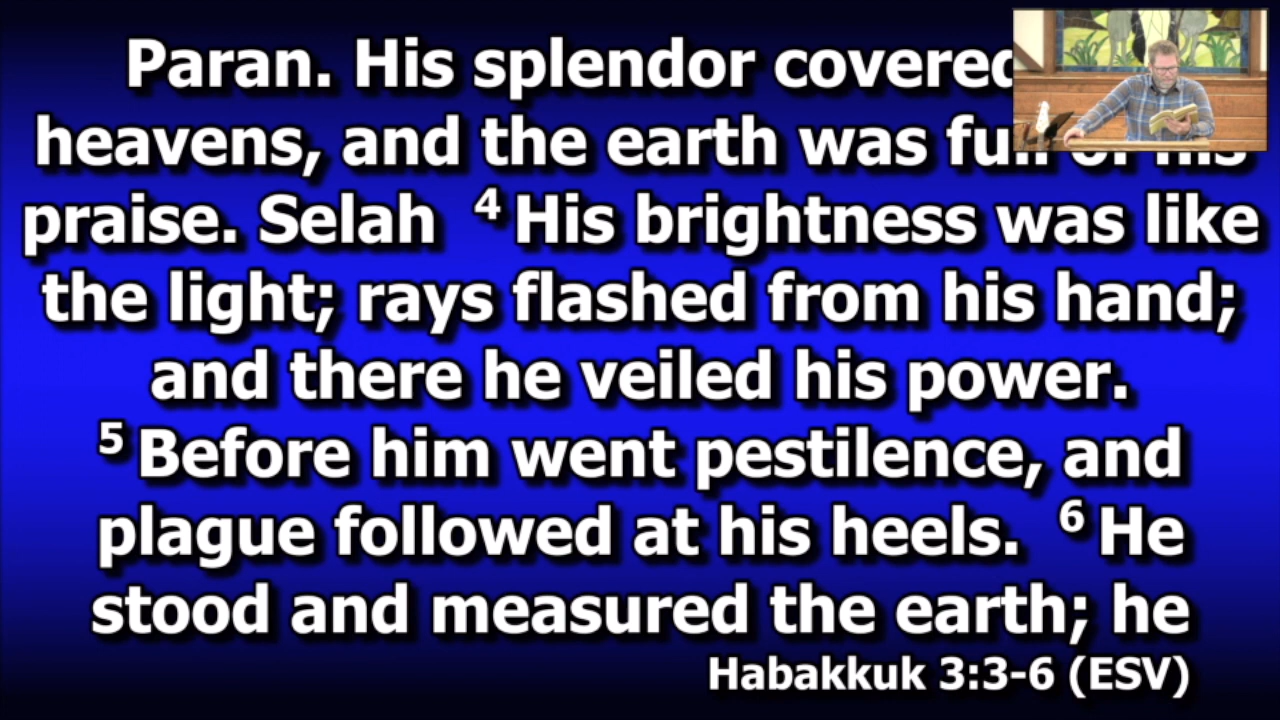 Paran. His splendor covered
heavens, and the earth was full of his
praise. Selah 4 His brightness was like
the light; rays flashed from his hand;
and there he veiled his power.
5 Before him went pestilence, and
plague followed at his heels. 6 He
stood and measured the earth; he
Habakkuk 3:3-6 (ESV)